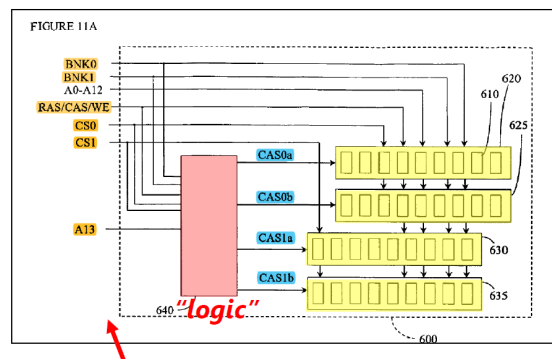 FIGURE 11A
BNK0
BNK1
A0-A12
RAS/CAS/WE
CS0
CS1
A13
CAS0a
CAS0b
CAS1a
CAS1b
610
620
625
630
635
640
"logic"
600